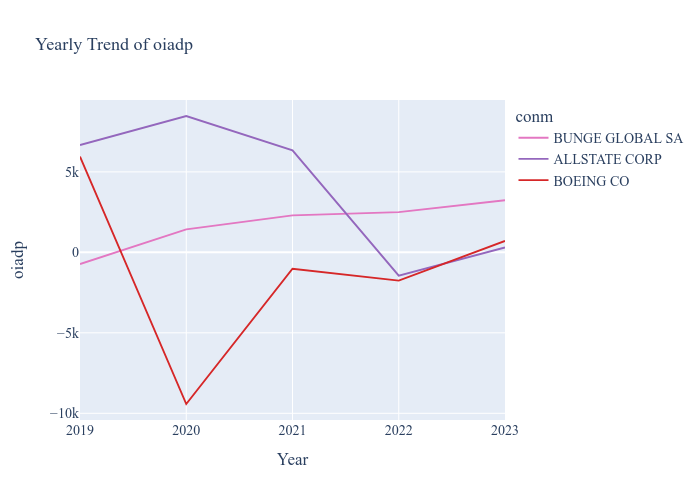 Yearly Trend of oiadp
conm
BUNGE GLOBAL SA
ALLSTATE CORP
BOEING CO
oiadp
5k
0
−5k
−10k
2019
2020
2021
2022
2023
Year